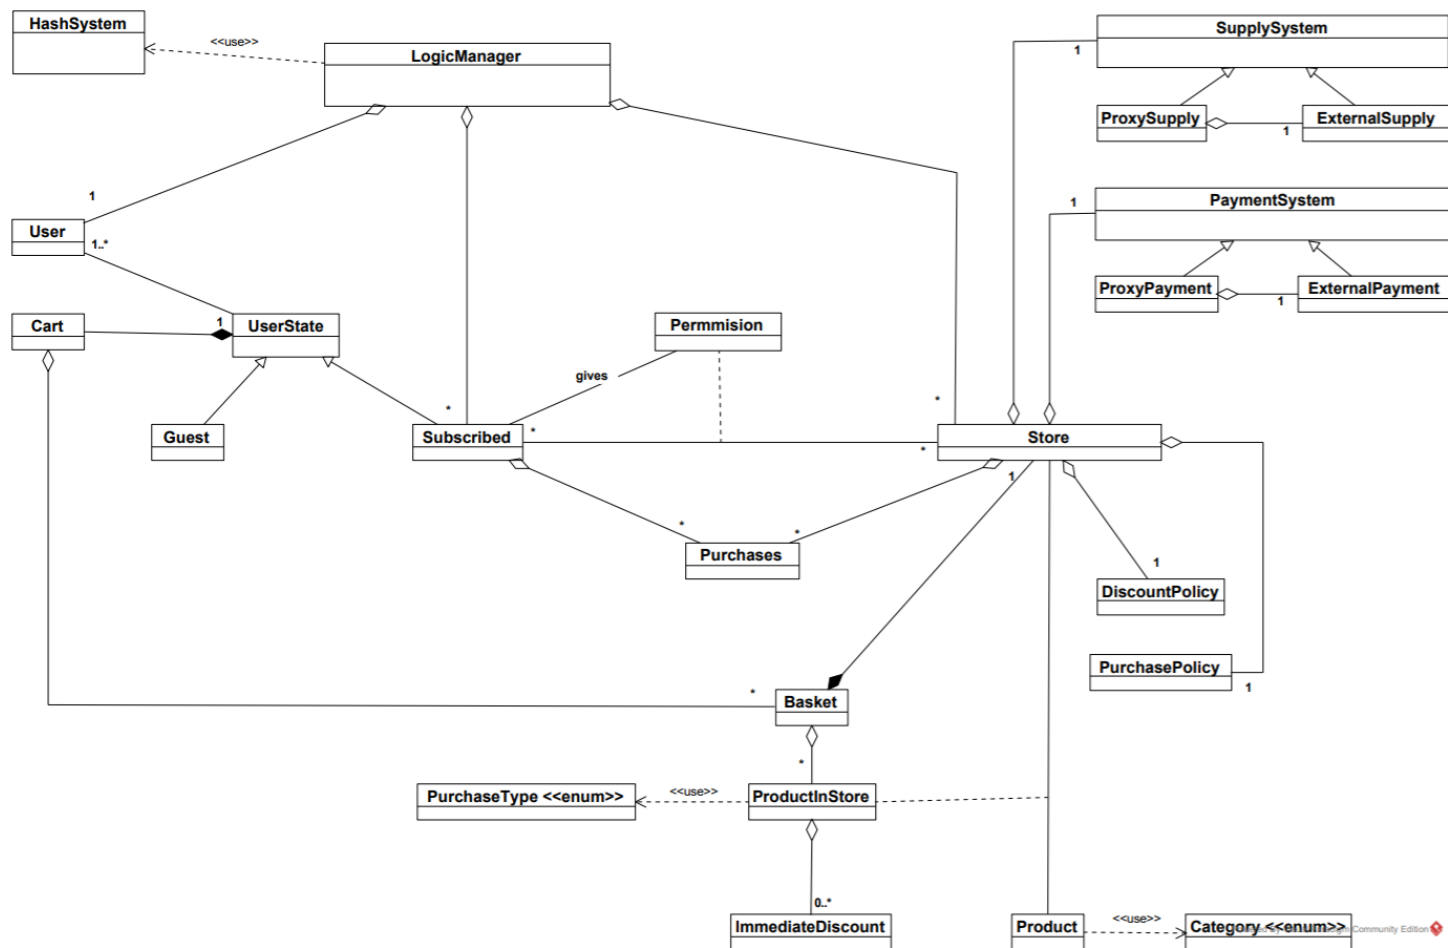 HashSystem
<<use>>
LogicManager
SupplySystem
1
ProxySupply
ExternalSupply
1
PaymentSystem
1
ProxyPayment
ExternalPayment
1
1
User
1..*
Cart
1
UserState
Permmision
gives
Guest
*
Subscribed
*
*
*
Store
1
*
*
Purchases
1
DiscountPolicy
PurchasePolicy
1
*
Basket
*
PurchaseType <<enum>>
<<use>>
ProductInStore
0..*
ImmediateDiscount
Product
<<use>>
Category <<enum>>
Community Edition